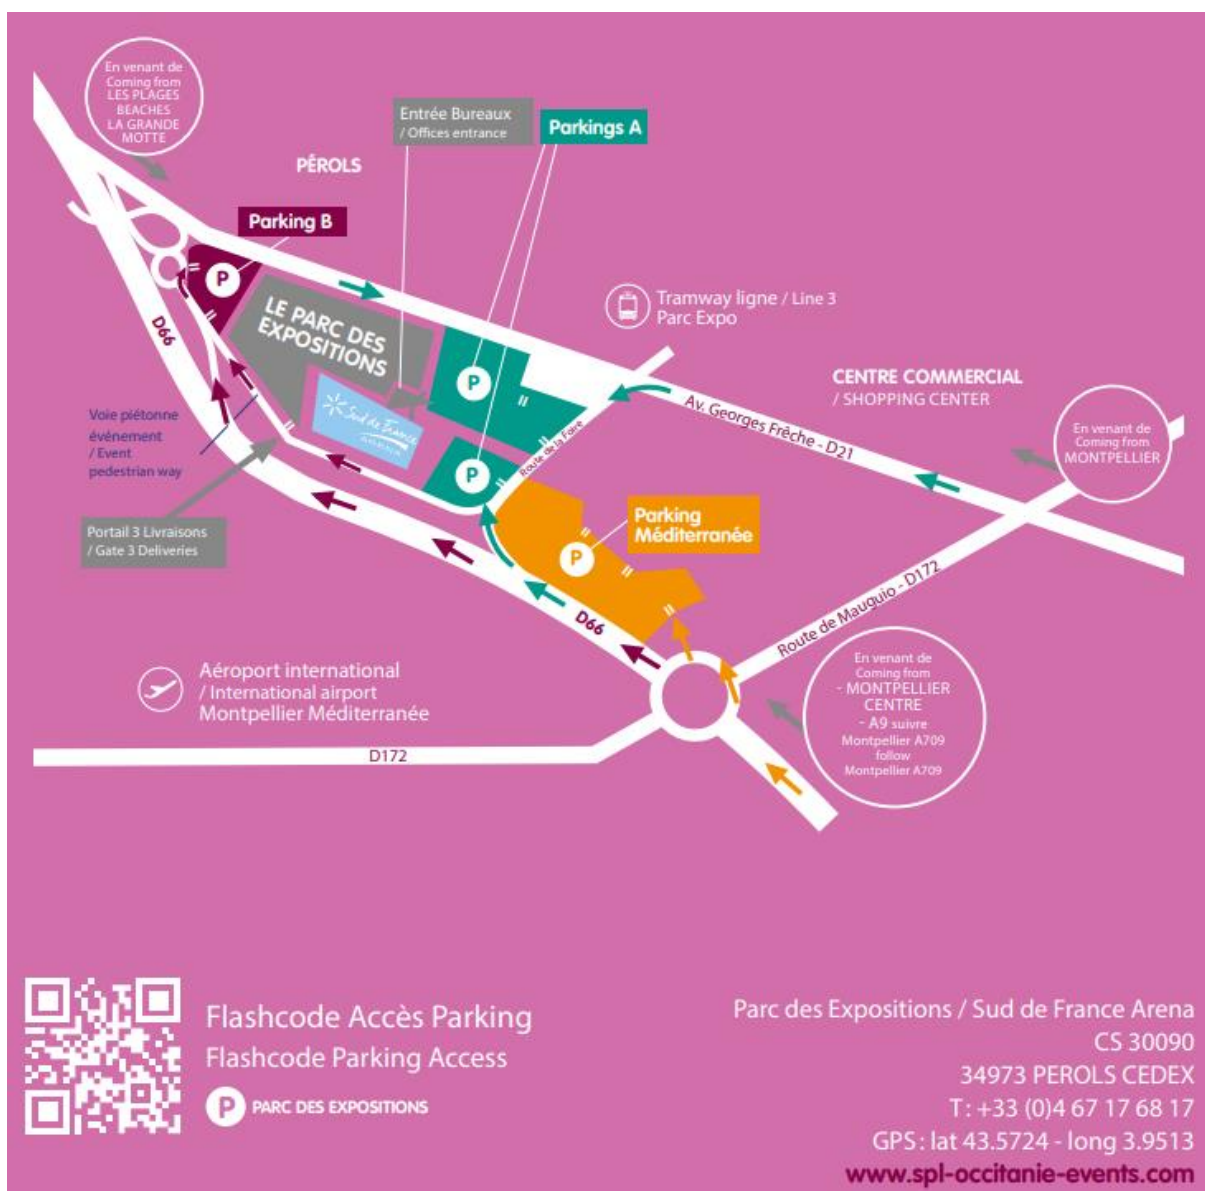 En venant de
Coming from
LES PLAGES
BEACHES
LA GRANDE
MOTTE
Entrée Bureaux
/ Offices entrance
Parkings A
PÉROLS
Parking B
P
LE PARC DES
EXPOSITIONS
D66
Tramway ligne / Line 3
Parc Expo
P
CENTRE COMMERCIAL
/ SHOPPING CENTER
Av. Georges Frêche - D21
En venant de
Coming from
MONTPELLIER
Voie piétonne
événement
/ Event
pedestrian way
Sud de France
Route de la Foire
P
Parking
Méditerranée
P
Portail 3 Livraisons
/ Gate 3 Deliveries
D66
Route de Mauguio - D172
Aéroport international
/ International airport
Montpellier Méditerranée
En venant de
Coming from
- MONTPELLIER
CENTRE
- A9 suivre
Montpellier A709
follow
Montpellier A709
D172
Flashcode Accès Parking
Flashcode Parking Access
P PARC DES EXPOSITIONS
Parc des Expositions / Sud de France Arena
CS 30090
34973 PEROLS CEDEX
T : +33 (0)4 67 17 68 17
GPS : lat 43.5724 - long 3.9513
www.spl-occitanie-events.com